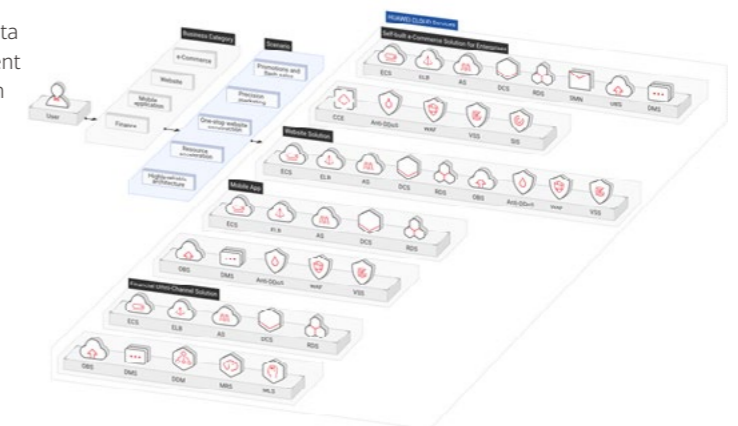 ta
ent
n
User
Business Category
e-Commerce
Website
Mobile
application
Finance
Scenario
Promotions and
Precision
marketing
One-stop website
construction
Resource
acceleration
Highly reliable
architecture
HUAWEI CLOUD Services
Self-built e-Commerce Solution for Enterprises
ECS
ELB
AS
DCS
RDS
SMN
OBS
DMS
CCE
Anti-DDoS
WAF
VSS
SIS
Website Solution
ECS
ELB
AS
DCS
RDS
OBS
Anti-DDoS
WAF
VSS
Mobile App
ECS
ELB
AS
DCS
RDS
OBS
DMS
Anti-DDoS
WAF
VSS
Financial Omni-Channel Solution
ECS
ELB
AS
DCS
RDS
OBS
DMS
DDM
MRS
MLS